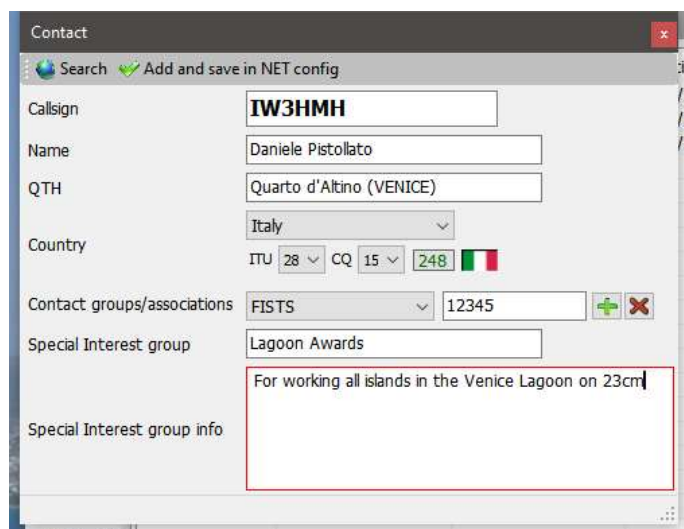 Contact
x
Search Add and save in NET config
Callsign IW3HMH
Name Daniele Pistollato
QTH Quarto d'Altino (VENICE)
Country Italy
ITU 28 CQ 15 248
Contact groups/associations FISTS 12345
Special Interest group Lagoon Awards
Special Interest group info For working all islands in the Venice Lagoon on 23cm